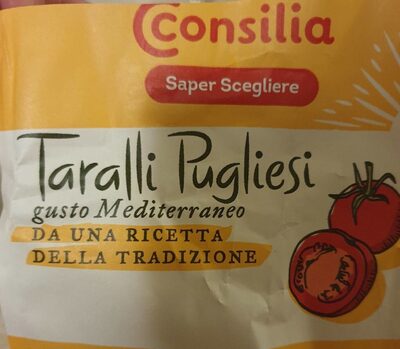 Consilia
Saper Scegliere
Taralli Pugliesi
gusto Mediterraneo
DA UNA RICETTA
DELLA TRADIZIONE